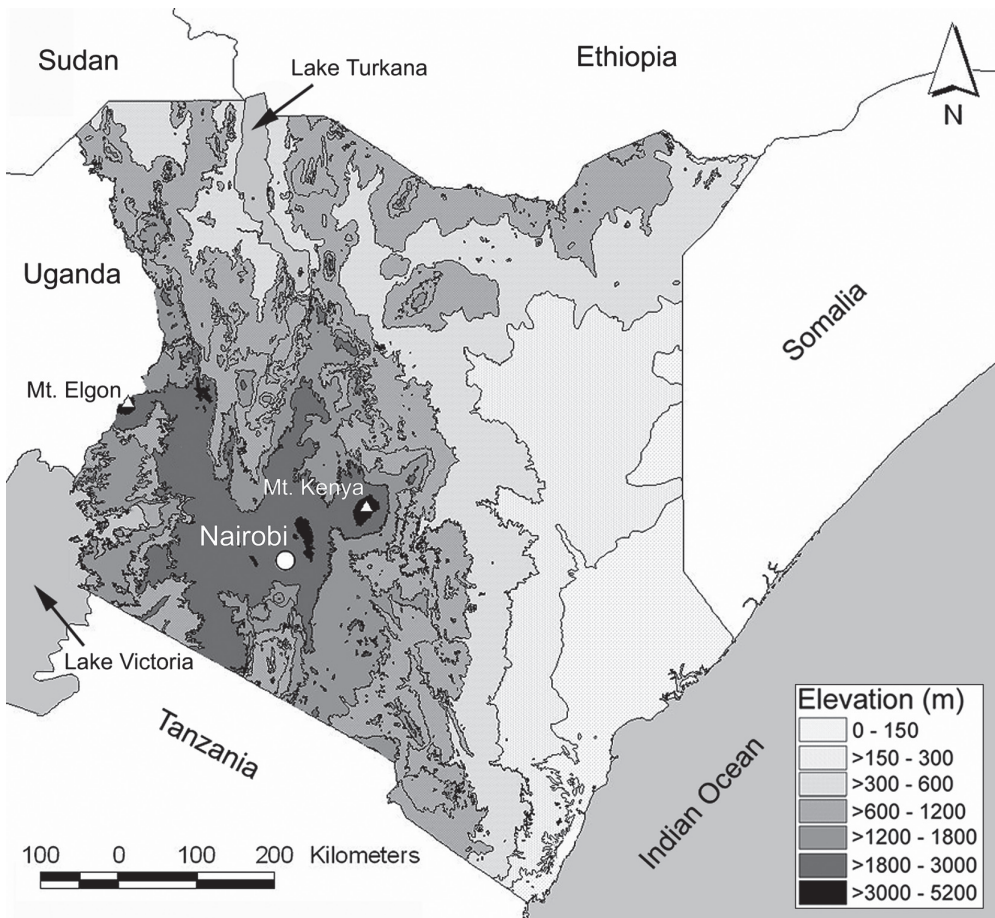 Sudan
Ethiopia
Lake Turkana
N
Uganda
Somalia
Mt. Elgon
Mt. Kenya
Nairobi
Lake Victoria
Tanzania
Indian Ocean
Elevation (m)
0 - 150
>150 - 300
>300 - 600
>600 - 1200
>1200 - 1800
>1800 - 3000
>3000 - 5200
100 0 100 200 Kilometers